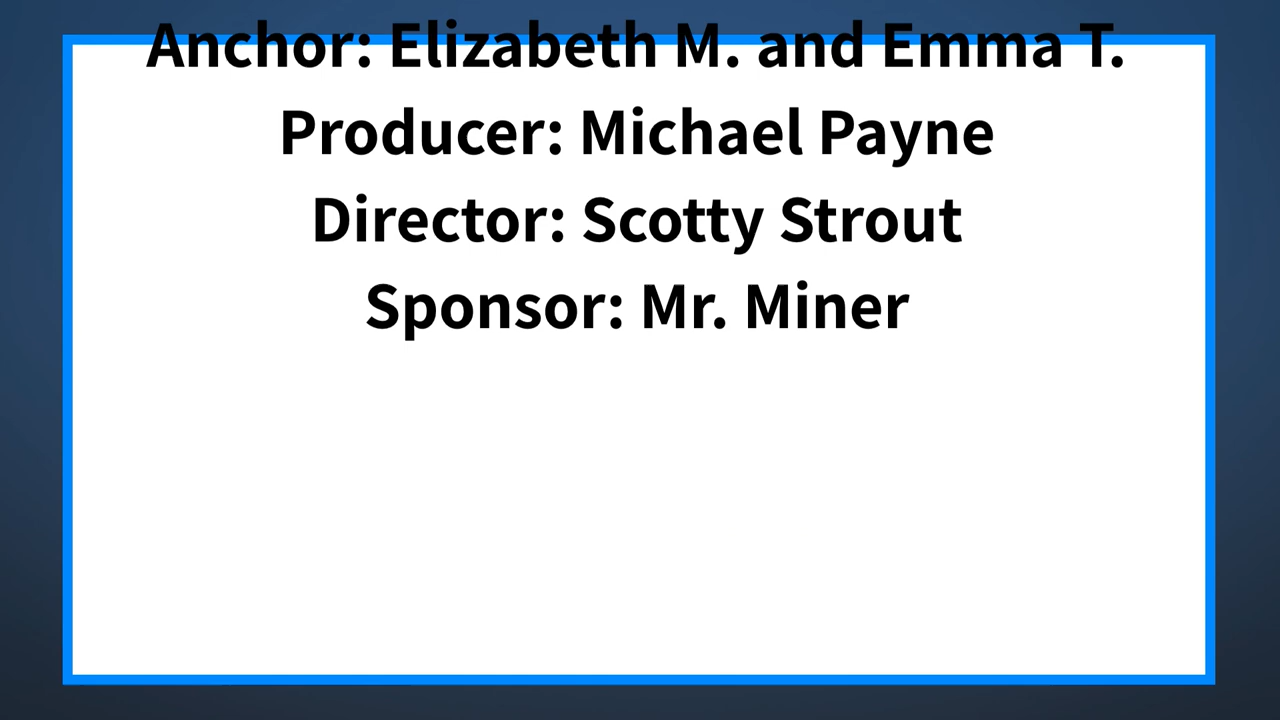 Anchor: Elizabeth M. and Emma T.
Producer: Michael Payne
Director: Scotty Strout
Sponsor: Mr. Miner